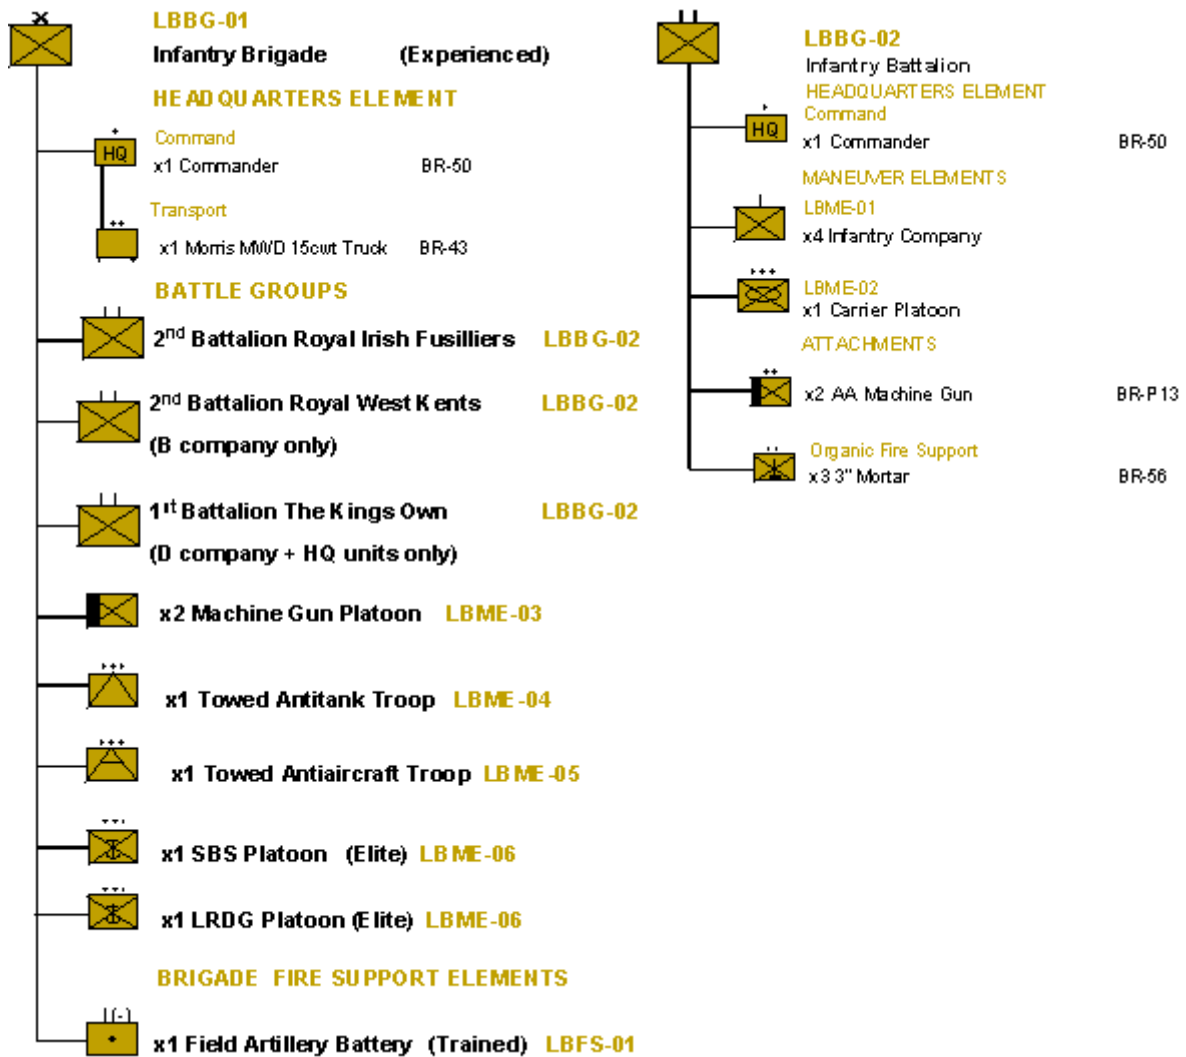 LBBG-01
Infantry Brigade (Experienced)
HEADQUARTERS ELEMENT
HQ
Command
x1 Commander BR-50
Transport
x1 Morris MWD 15cwt Truck BR-43
BATTLE GROUPS
2nd Battalion Royal Irish Fusilliers LBBG-02
2nd Battalion Royal West Kents LBBG-02
(B company only)
1st Battalion The Kings Own LBBG-02
(D company + HQ units only)
x2 Machine Gun Platoon LBME-03
x1 Towed Antitank Troop LBME-04
x1 Towed Antiaircraft Troop LBME-05
x1 SBS Platoon (Elite) LBME-06
x1 LRDG Platoon (Elite) LBME-06
BRIGADE FIRE SUPPORT ELEMENTS
x1 Field Artillery Battery (Trained) LBFS-01
LBBG-02
Infantry Battalion
HEADQUARTERS ELEMENT
Command
HQ
x1 Commander BR-50
MANEUVER ELEMENTS
LBME-01
x4 Infantry Company
LBME-02
x1 Carrier Platoon
ATTACHMENTS
x2 AA Machine Gun BR-P13
Organic Fire Support
x3 3" Mortar BR-56